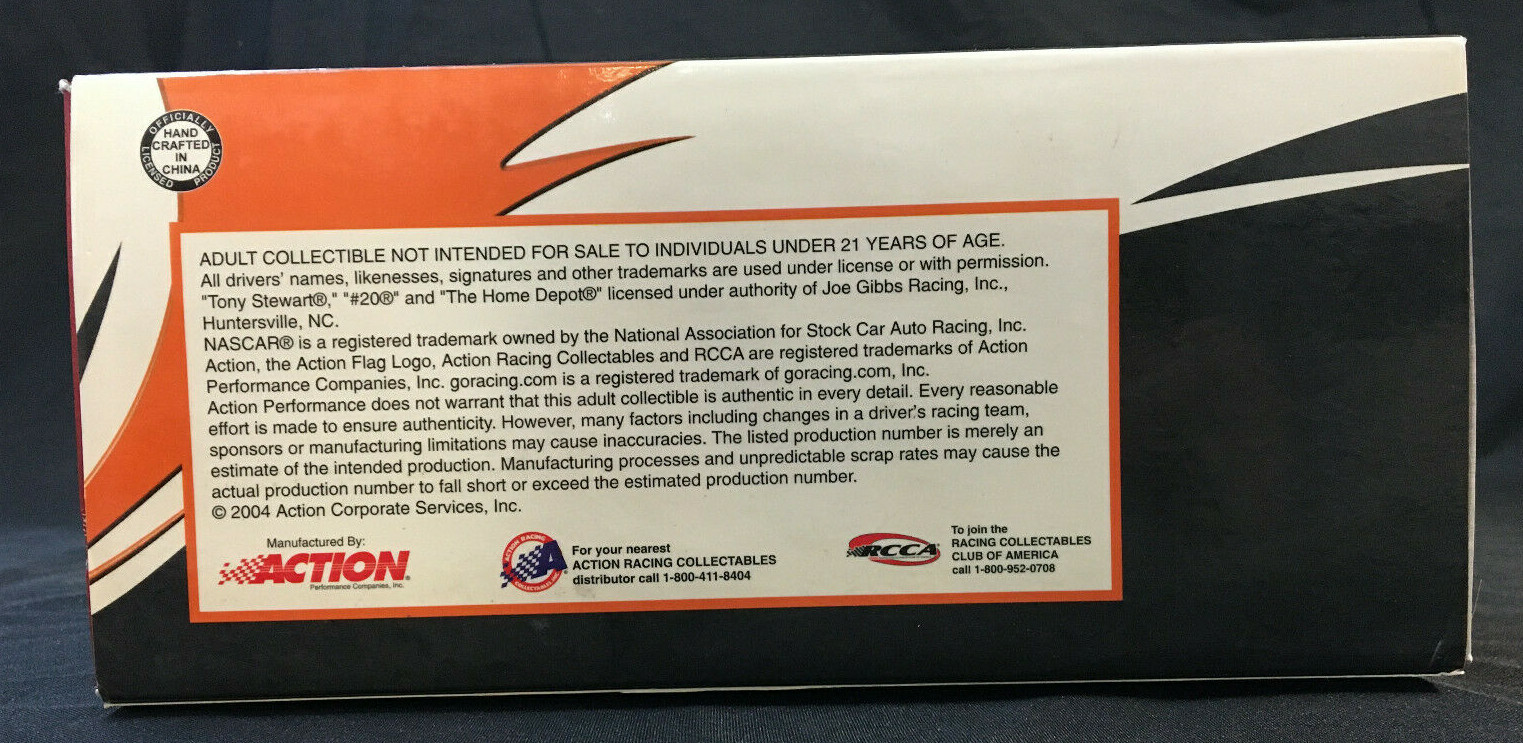 OFFICIALLY
HAND
CRAFTED
IN
CHINA
LICENSED PRODUCT
ADULT COLLECTIBLE NOT INTENDED FOR SALE TO INDIVIDUALS UNDER 21 YEARS OF AGE.
All drivers' names, likenesses, signatures and other trademarks are used under license or with permission.
"Tony Stewart®," "#20®" and "The Home Depot®" licensed under authority of Joe Gibbs Racing, Inc.,
Huntersville, NC.
NASCAR® is a registered trademark owned by the National Association for Stock Car Auto Racing, Inc.
Action, the Action Flag Logo, Action Racing Collectables and RCCA are registered trademarks of Action
Performance Companies, Inc. goracing.com is a registered trademark of goracing.com, Inc.
Action Performance does not warrant that this adult collectible is authentic in every detail. Every reasonable
effort is made to ensure authenticity. However, many factors including changes in a driver's racing team,
sponsors or manufacturing limitations may cause inaccuracies. The listed production number is merely an
estimate of the intended production. Manufacturing processes and unpredictable scrap rates may cause the
actual production number to fall short or exceed the estimated production number.
© 2004 Action Corporate Services, Inc.
Manufactured By:
ACTION®
Performance Companies, Inc.
ACTION RACING
A
COLLECTABLES, INC.
For your nearest
ACTION RACING COLLECTABLES
distributor call 1-800-411-8404
RCCA
To join the
RACING COLLECTABLES
CLUB OF AMERICA
call 1-800-952-0708